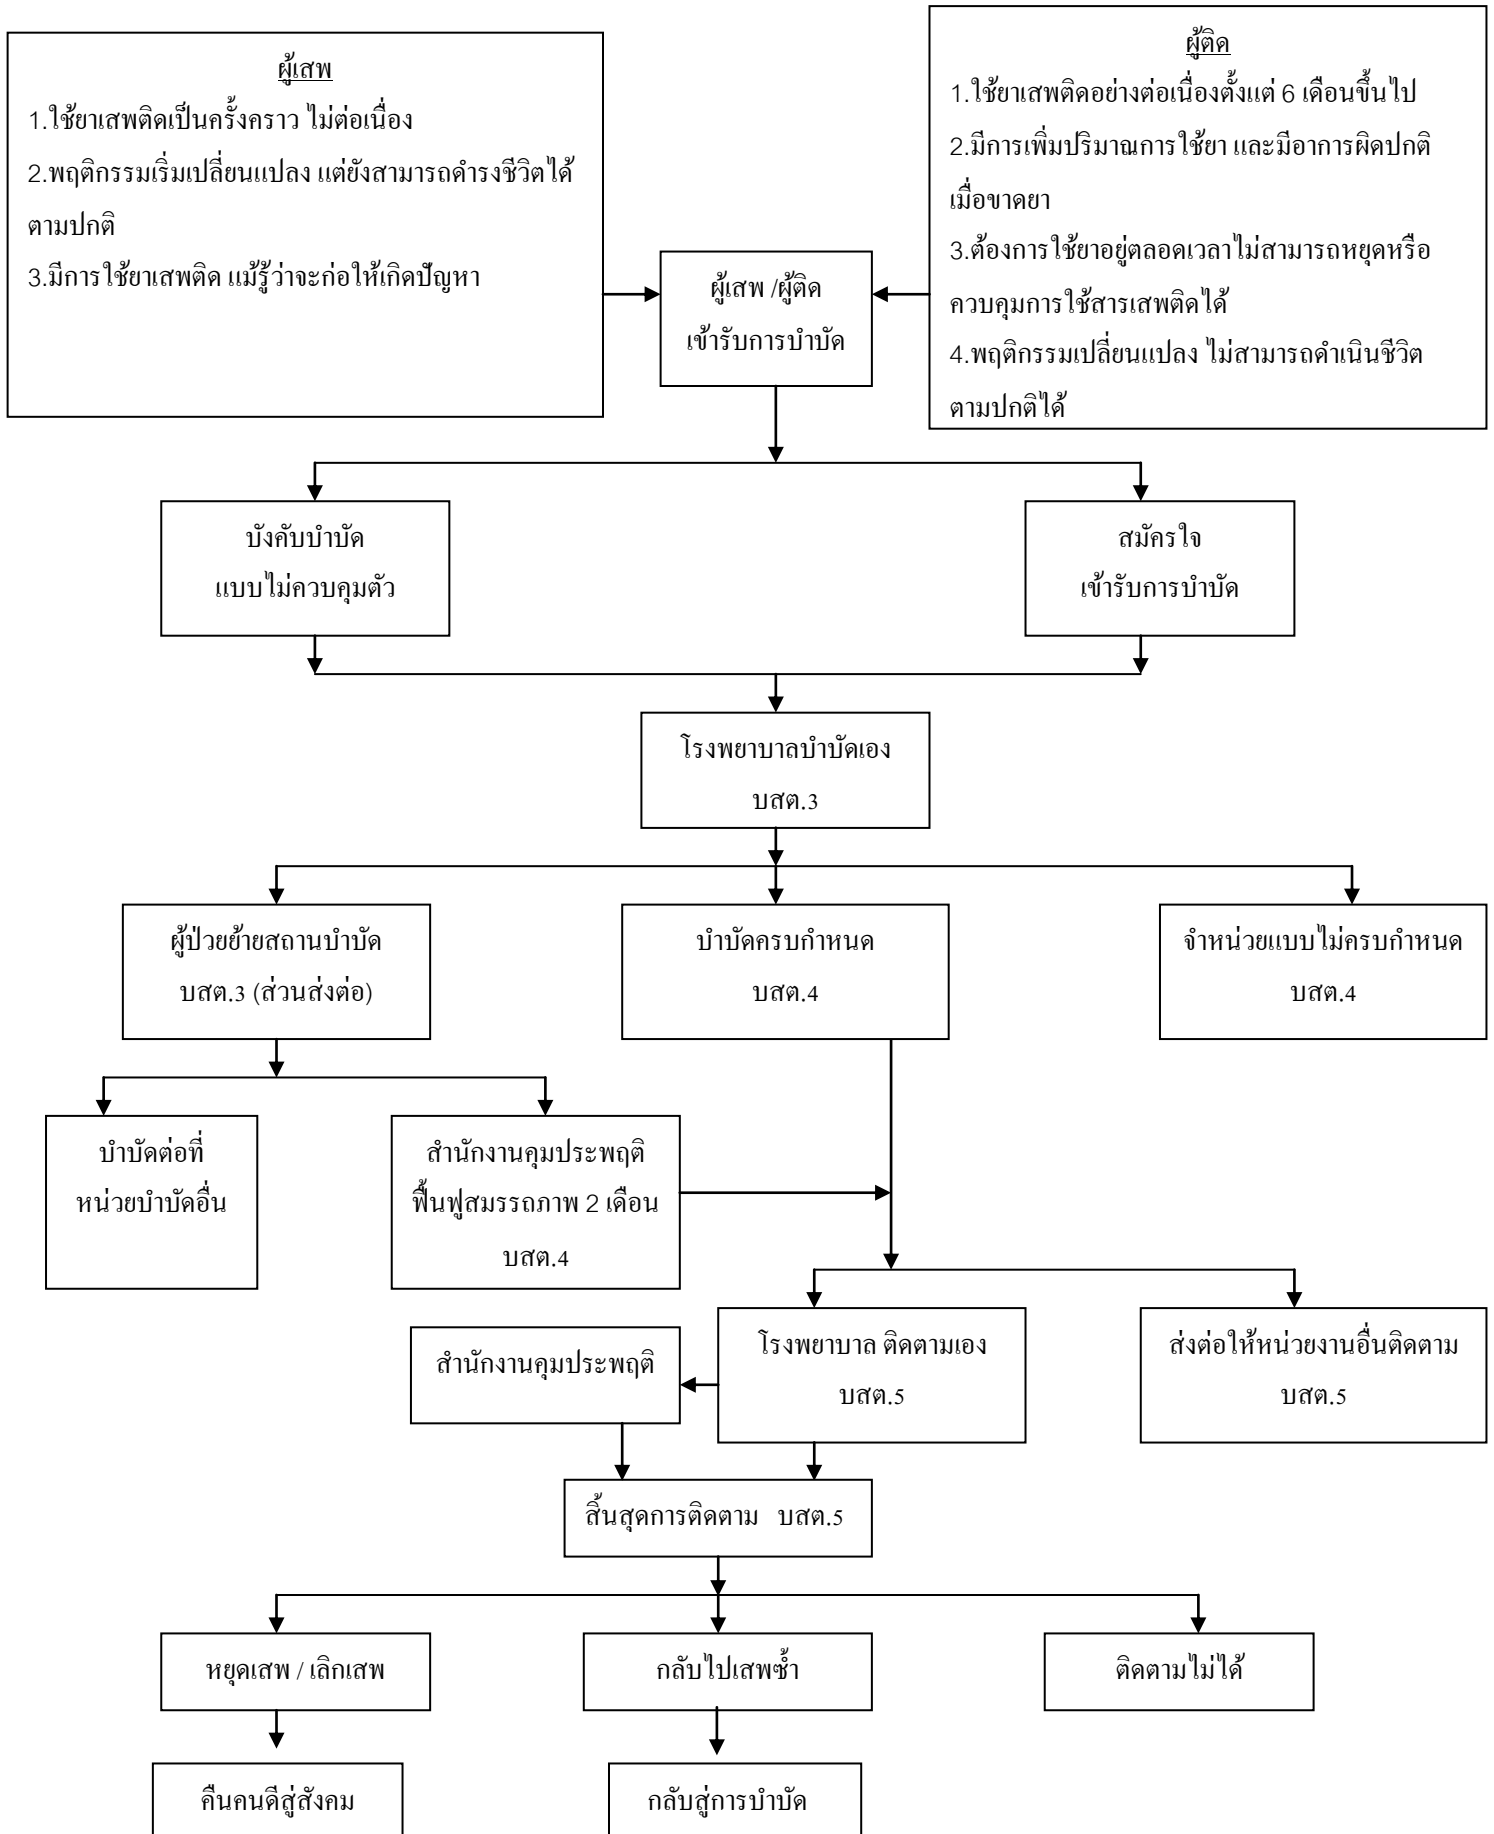 ผู้เสพ
1.ใช้ยาเสพติดเป็นครั้งคราว ไม่ต่อเนื่อง
2.พฤติกรรมเริ่มเปลี่ยนแปลง แต่ยังสามารถดำรงชีวิตได้
ตามปกติ
3.มีการใช้ยาเสพติด แม้รู้ว่าจะก่อให้เกิดปัญหา
ผู้ติด
1.ใช้ยาเสพติดอย่างต่อเนื่องตั้งแต่ 6 เดือนขึ้นไป
2.มีการเพิ่มปริมาณการใช้ยา และมีอาการผิดปกติ
เมื่อขาดยา
3.ต้องการใช้ยาอยู่ตลอดเวลาไม่สามารถหยุดหรือ
ควบคุมการใช้สารเสพติดได้
4.พฤติกรรมเปลี่ยนแปลง ไม่สามารถดำเนินชีวิต
ตามปกติได้
ผู้เสพ /ผู้ติด
เข้ารับการบำบัด
บังคับบำบัด
แบบไม่ควบคุมตัว
สมัครใจ
เข้ารับการบำบัด
โรงพยาบาลบำบัดเอง
บสต.3
ผู้ป่วยย้ายสถานบำบัด
บสต.3 (ส่วนส่งต่อ)
บำบัดครบกำหนด
บสต.4
จำหน่วยแบบไม่ครบกำหนด
บสต.4
บำบัดต่อที่
หน่วยบำบัดอื่น
สำนักงานคุมประพฤติ
ฟื้นฟูสมรรถภาพ 2 เดือน
บสต.4
สำนักงานคุมประพฤติ
โรงพยาบาล ติดตามเอง
บสต.5
ส่งต่อให้หน่วยงานอื่นติดตาม
บสต.5
สิ้นสุดการติดตาม บสต.5
หยุดเสพ / เลิกเสพ
กลับไปเสพซ้ำ
ติดตามไม่ได้
คืนคนดีสู่สังคม
กลับสู่การบำบัด